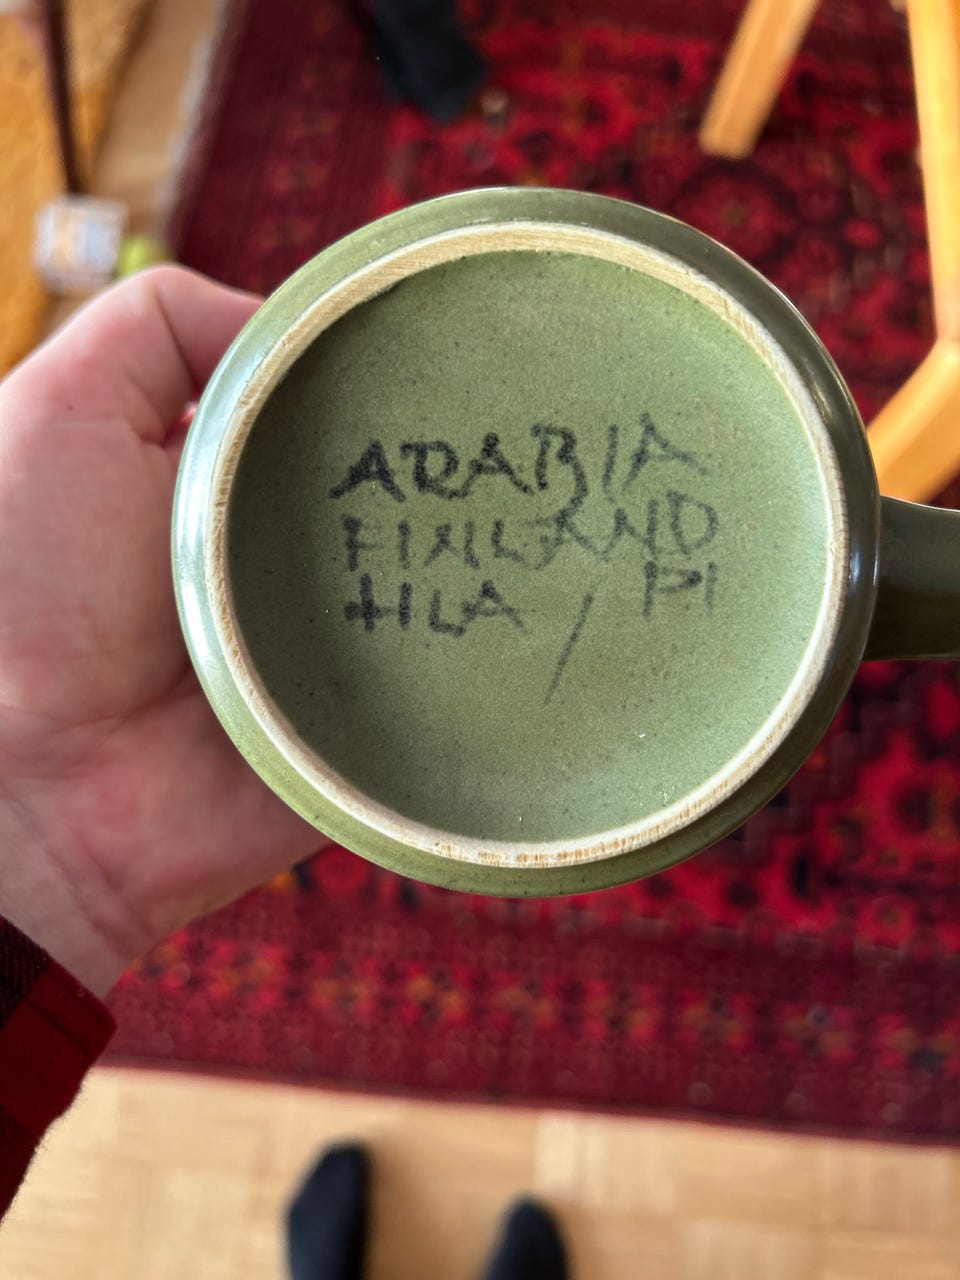 ARABIA
FINLAND
HLA / PI